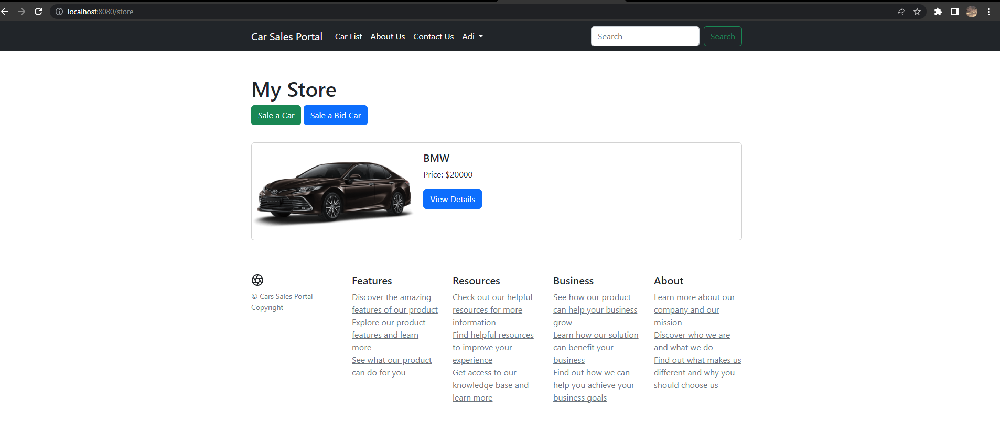 localhost:8080/store
Car Sales Portal Car List About Us Contact Us Adi Search Search
My Store
Sale a Car Sale a Bid Car
BMW
Price: $20000
View Details
© Cars Sales Portal
Copyright
Features
Discover the amazing
features of our product
Explore our product
features and learn
more
See what our product
can do for you
Resources
Check out our helpful
resources for more
information
Find helpful resources
to improve your
experience
Get access to our
knowledge base and
learn more
Business
See how our product
can help your business
grow
Learn how our solution
can benefit your
business
Find out how we can
help you achieve your
business goals
About
Learn more about our
company and our
mission
Discover who we are
and what we do
Find out what makes us
different and why you
should choose us